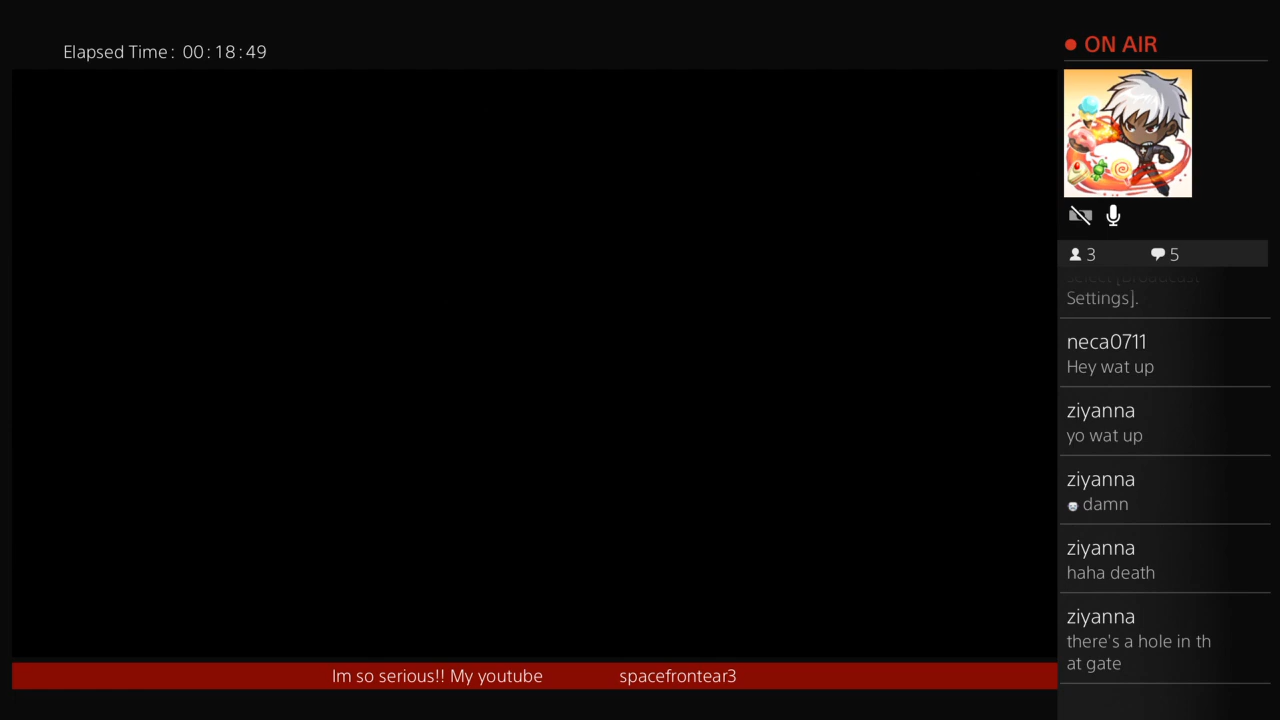 Elapsed Time: 00:18:49
ON AIR
3 5
Settings].
neca0711
Hey wat up
ziyanna
yo wat up
ziyanna
damn
ziyanna
haha death
ziyanna
there's a hole in th
at gate
Im so serious!! My youtube spacefrontear3